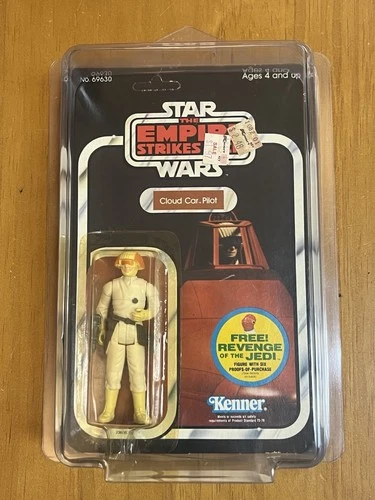 No. 69630
Ages 4 and up
STAR
THE
EMPIRE
STRIKES
WARS
Cloud Car Pilot
FREE!
REVENGE
OF THE JEDI
FIGURE WITH SIX
PROOFS-OF-PURCHASE
Kenner